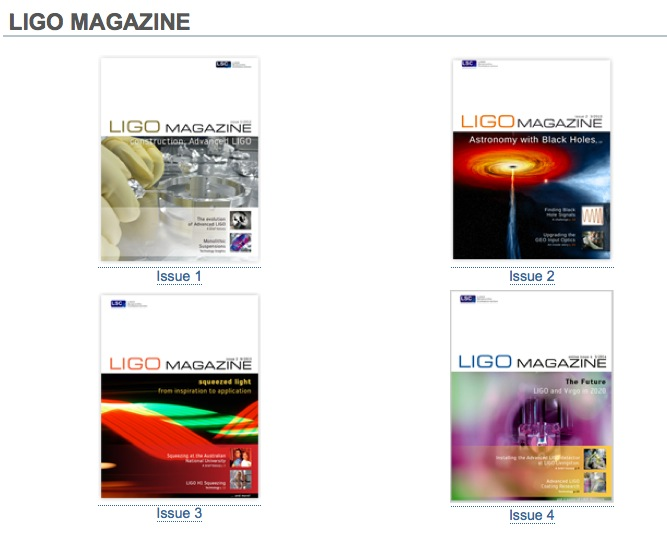 LIGO MAGAZINE
LSC
LIGO MAGAZINE
construction: Advanced LIGO
The evolution
of Advanced LIGO
Monolithic
Suspensions
Issue 1
LSC
LIGO MAGAZINE
Astronomy with Black Holes
Finding Black
Hole Signals
Upgrading the
GEO Input Optics
Issue 2
LSC
LIGO MAGAZINE
squeezed light
from inspiration to application
Squeezing at the Australian
National University
LIGO H1 Squeezing
Issue 3
LSC
LIGO MAGAZINE
The Future
LIGO and Virgo in 2020
Installing the Advanced LIGO Detector
at LIGO Livingston
Advanced LIGO
Coating Research
Issue 4